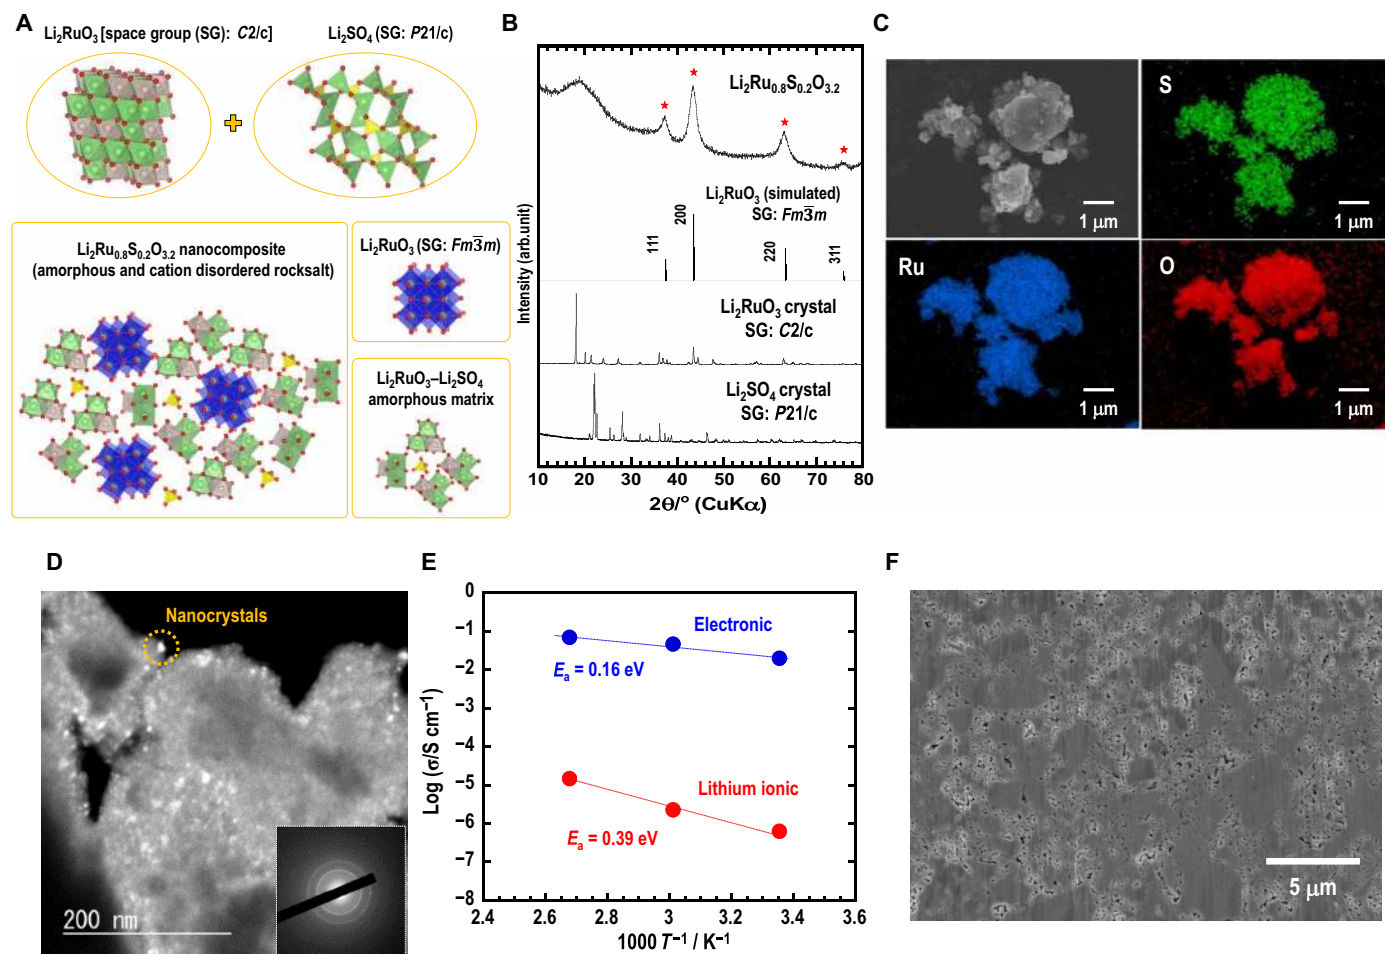 A
Li2RuO3 [space group (SG): C2/c]
Li2SO4 (SG: P21/c)
Li2Ru0.8S0.2O3.2 nanocomposite
(amorphous and cation disordered rocksalt)
Li2RuO3 (SG: Fm3̅m)
Li2RuO3–Li2SO4
amorphous matrix
B
Intensity (arb.unit)
Li2Ru0.8S0.2O3.2
Li2RuO3 (simulated)
SG: Fm3̅m
111
200
220
311
Li2RuO3 crystal
SG: C2/c
Li2SO4 crystal
SG: P21/c
10 20 30 40 50 60 70 80
2θ/° (CuKα)
C
1 μm
S
1 μm
Ru
1 μm
O
1 μm
D
Nanocrystals
200 nm
E
Log (σ/S cm−1)
0
−1
−2
−3
−4
−5
−6
−7
−8
Electronic
Ea = 0.16 eV
Lithium ionic
Ea = 0.39 eV
2.4 2.6 2.8 3 3.2 3.4 3.6
1000 T−1 / K−1
F
5 μm